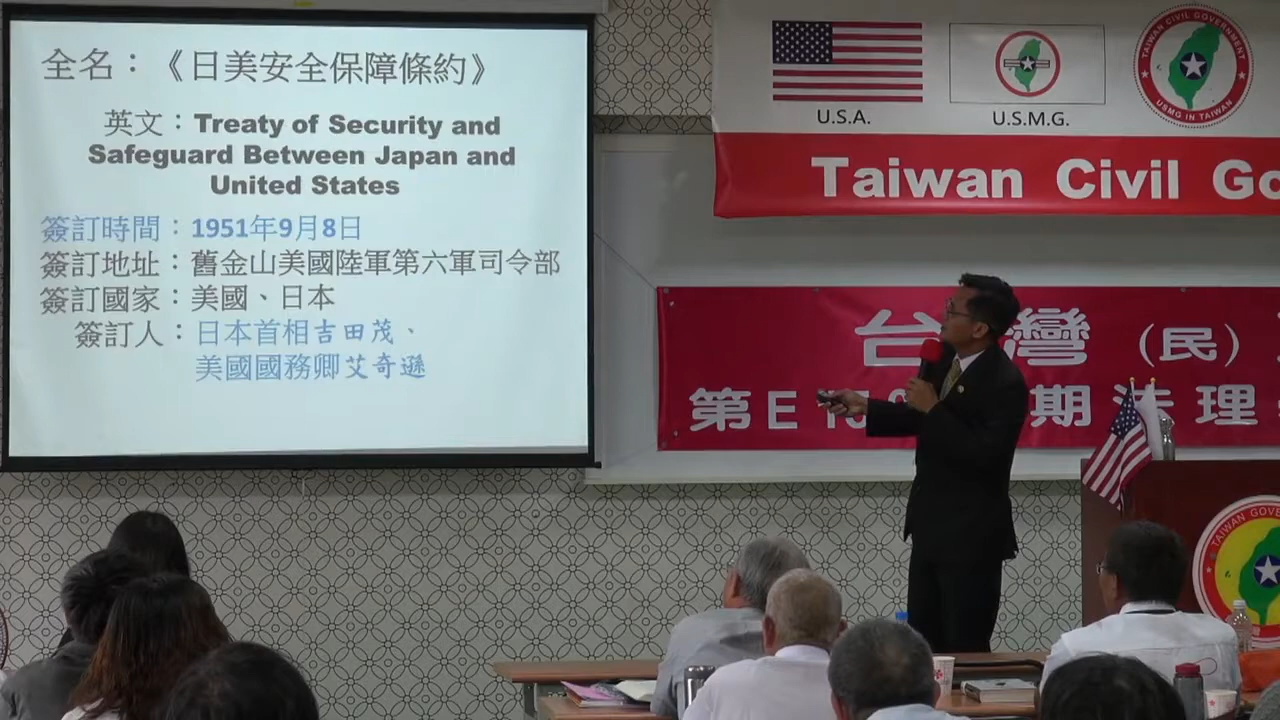 全名：《日美安全保障條約》
英文：Treaty of Security and
Safeguard Between Japan and
United States
簽訂時間：1951年9月8日
簽訂地址：舊金山美國陸軍第六軍司令部
簽訂國家：美國、日本
簽訂人：日本首相吉田茂、
美國國務卿艾奇遜
U.S.A.
U.S.M.G.
TAIWAN CIVIL GOVERNMENT
USMG IN TAIWAN
Taiwan Civil Go
台灣（民）
第E15 期法理
TAIWAN GOVER